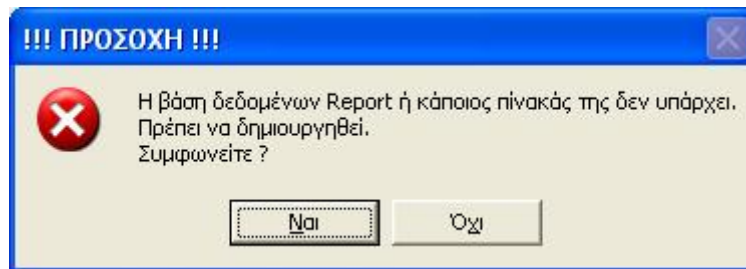 !!! ΠΡΟΣΟΧΗ !!!
Η βάση δεδομένων Report ή κάποιος πίνακάς της δεν υπάρχει.
Πρέπει να δημιουργηθεί.
Συμφωνείτε ?
Ναι
Όχι